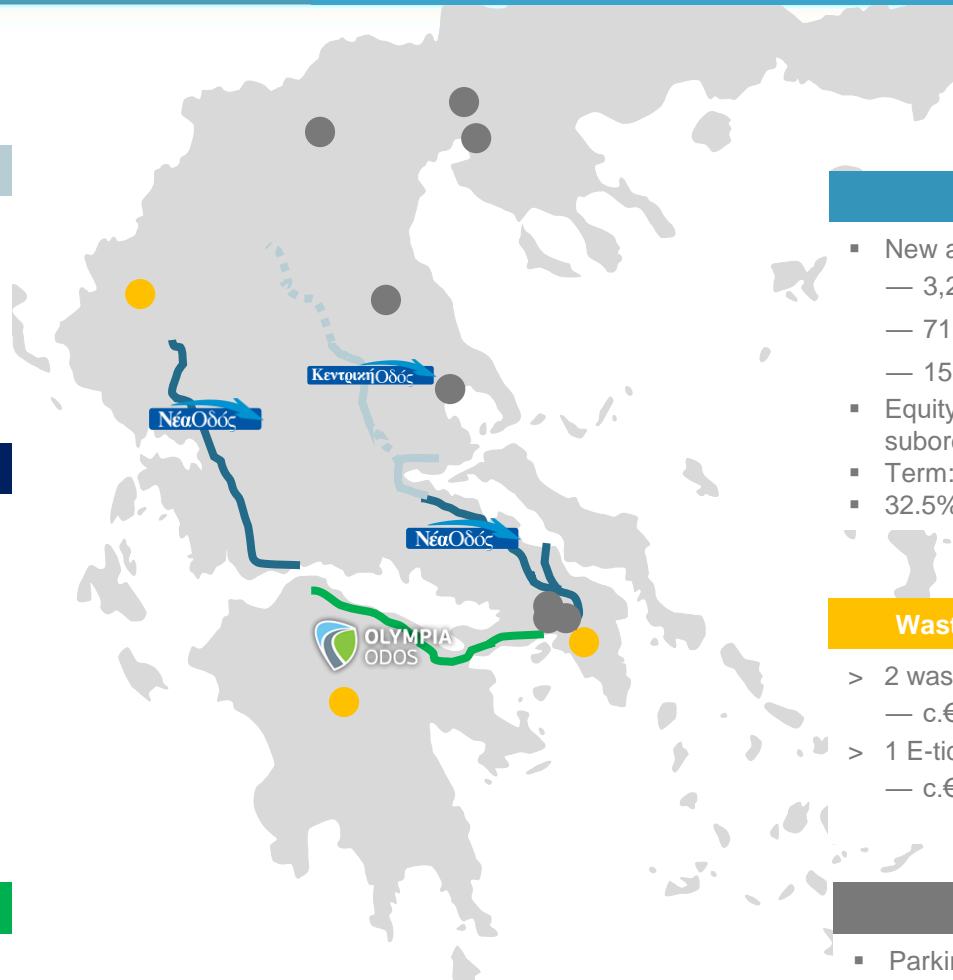 ΚεντρικήΟδός
ΝέαΟδός
ΝέαΟδός
OLYMPIA
ODOS
▪ New a
— 3,2
— 71
— 15
▪ Equity
subor
▪ Term:
▪ 32.5%
Wast
> 2 was
— c.€
> 1 E-tic
— c.€
▪ Parkin